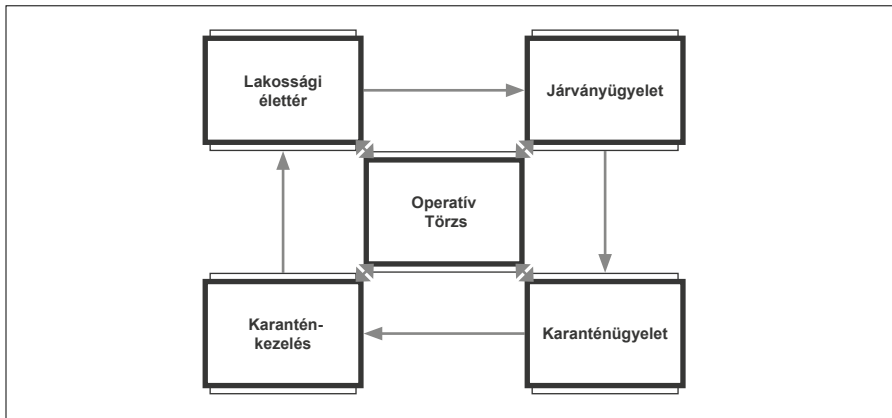 Lakossági
élettér
Járványügyelet
Operatív
Törzs
Karantén-
kezelés
Karanténügyelet